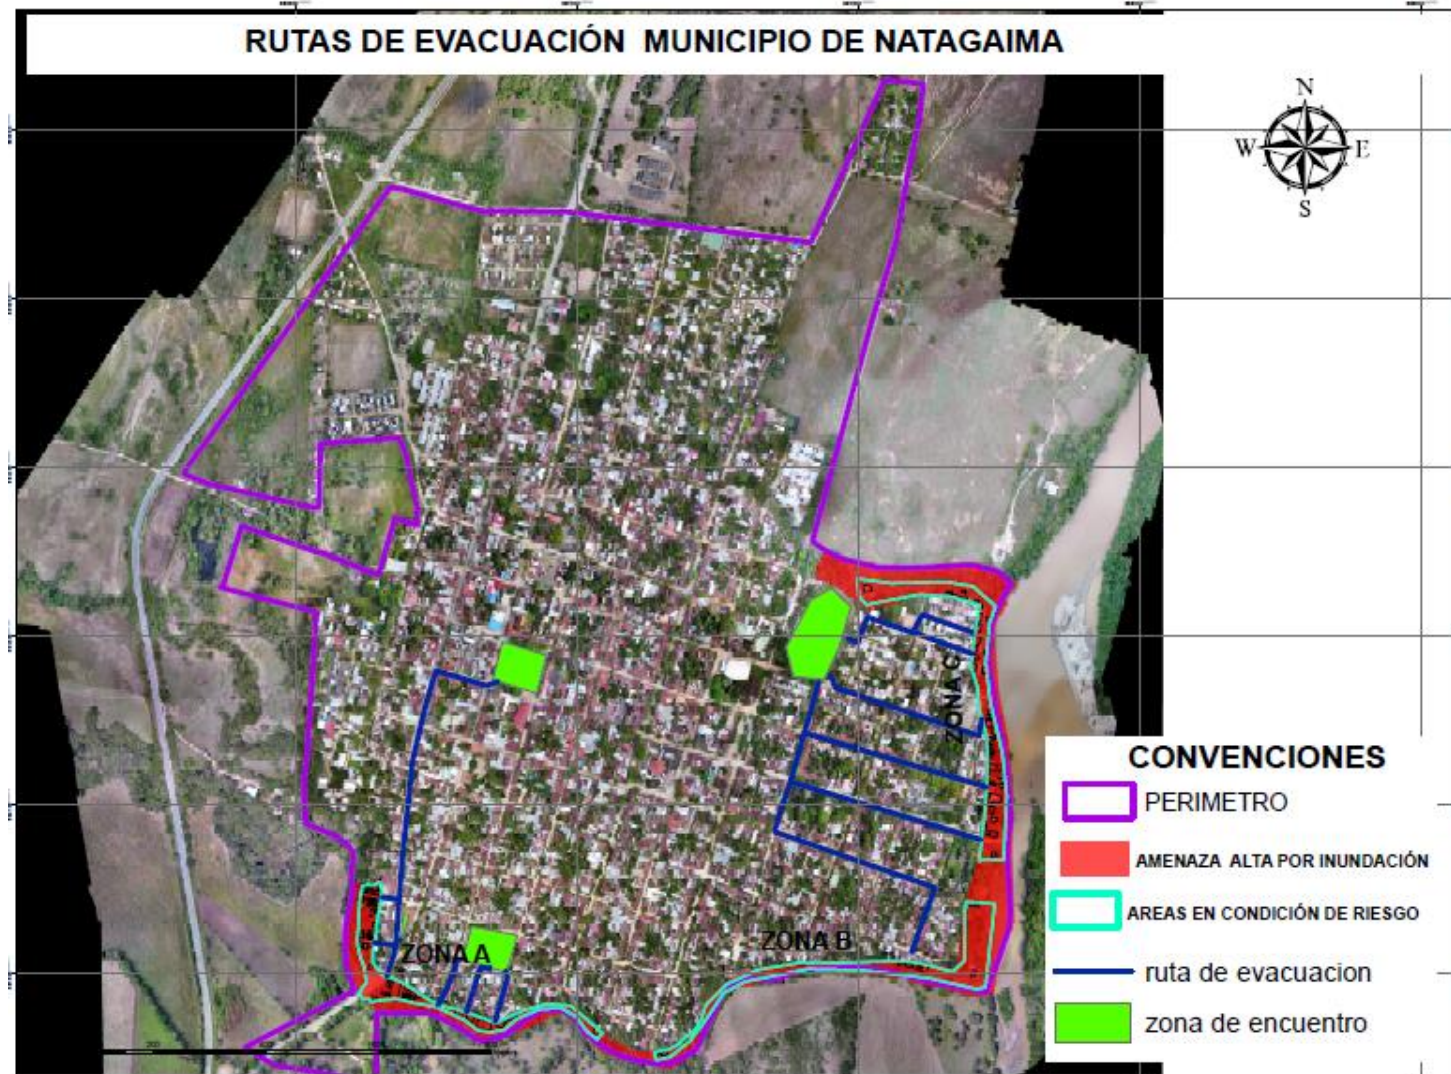 RUTAS DE EVACUACIÓN MUNICIPIO DE NATAGAIMA
N
W E
S
ZONA C
ZONA A
ZONA B
CONVENCIONES
PERIMETRO
AMENAZA ALTA POR INUNDACIÓN
AREAS EN CONDICIÓN DE RIESGO
ruta de evacuacion
zona de encuentro